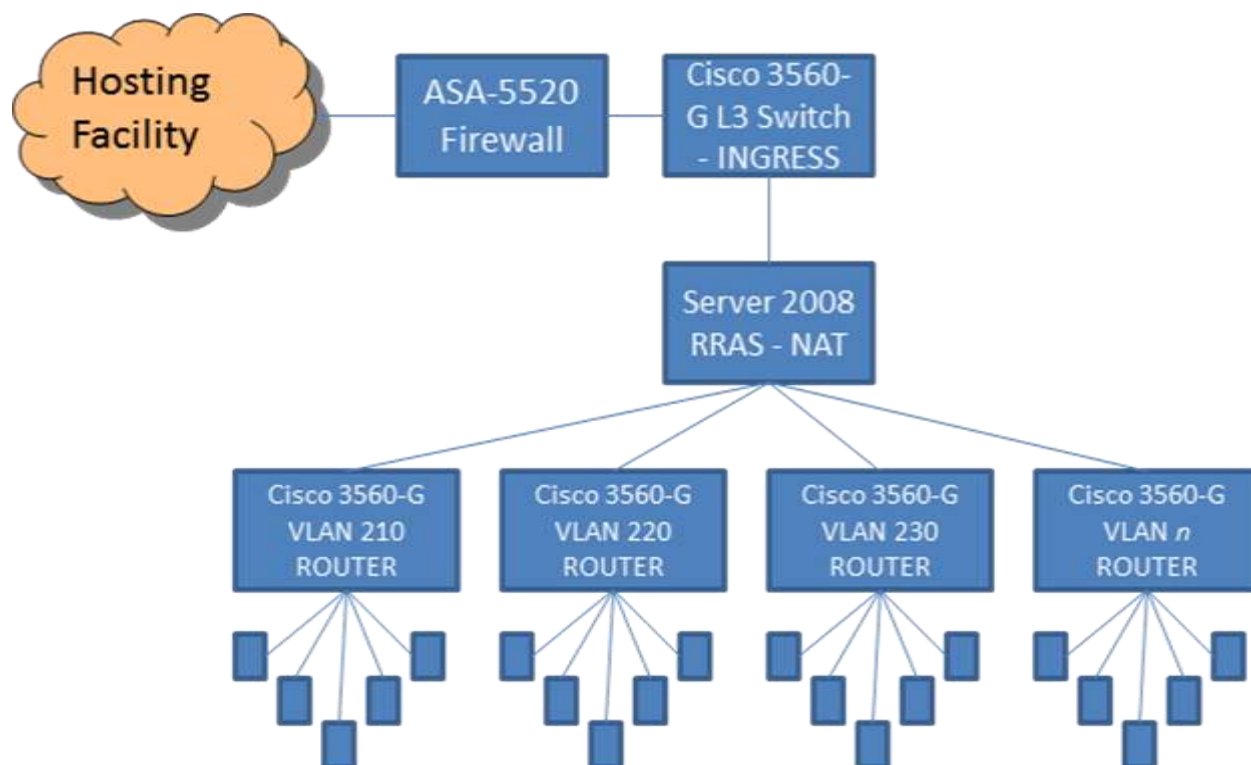 Hosting
Facility
ASA-5520
Firewall
Cisco 3560-
G L3 Switch
- INGRESS
Server 2008
RRAS - NAT
Cisco 3560-G
VLAN 210
ROUTER
Cisco 3560-G
VLAN 220
ROUTER
Cisco 3560-G
VLAN 230
ROUTER
Cisco 3560-G
VLAN n
ROUTER